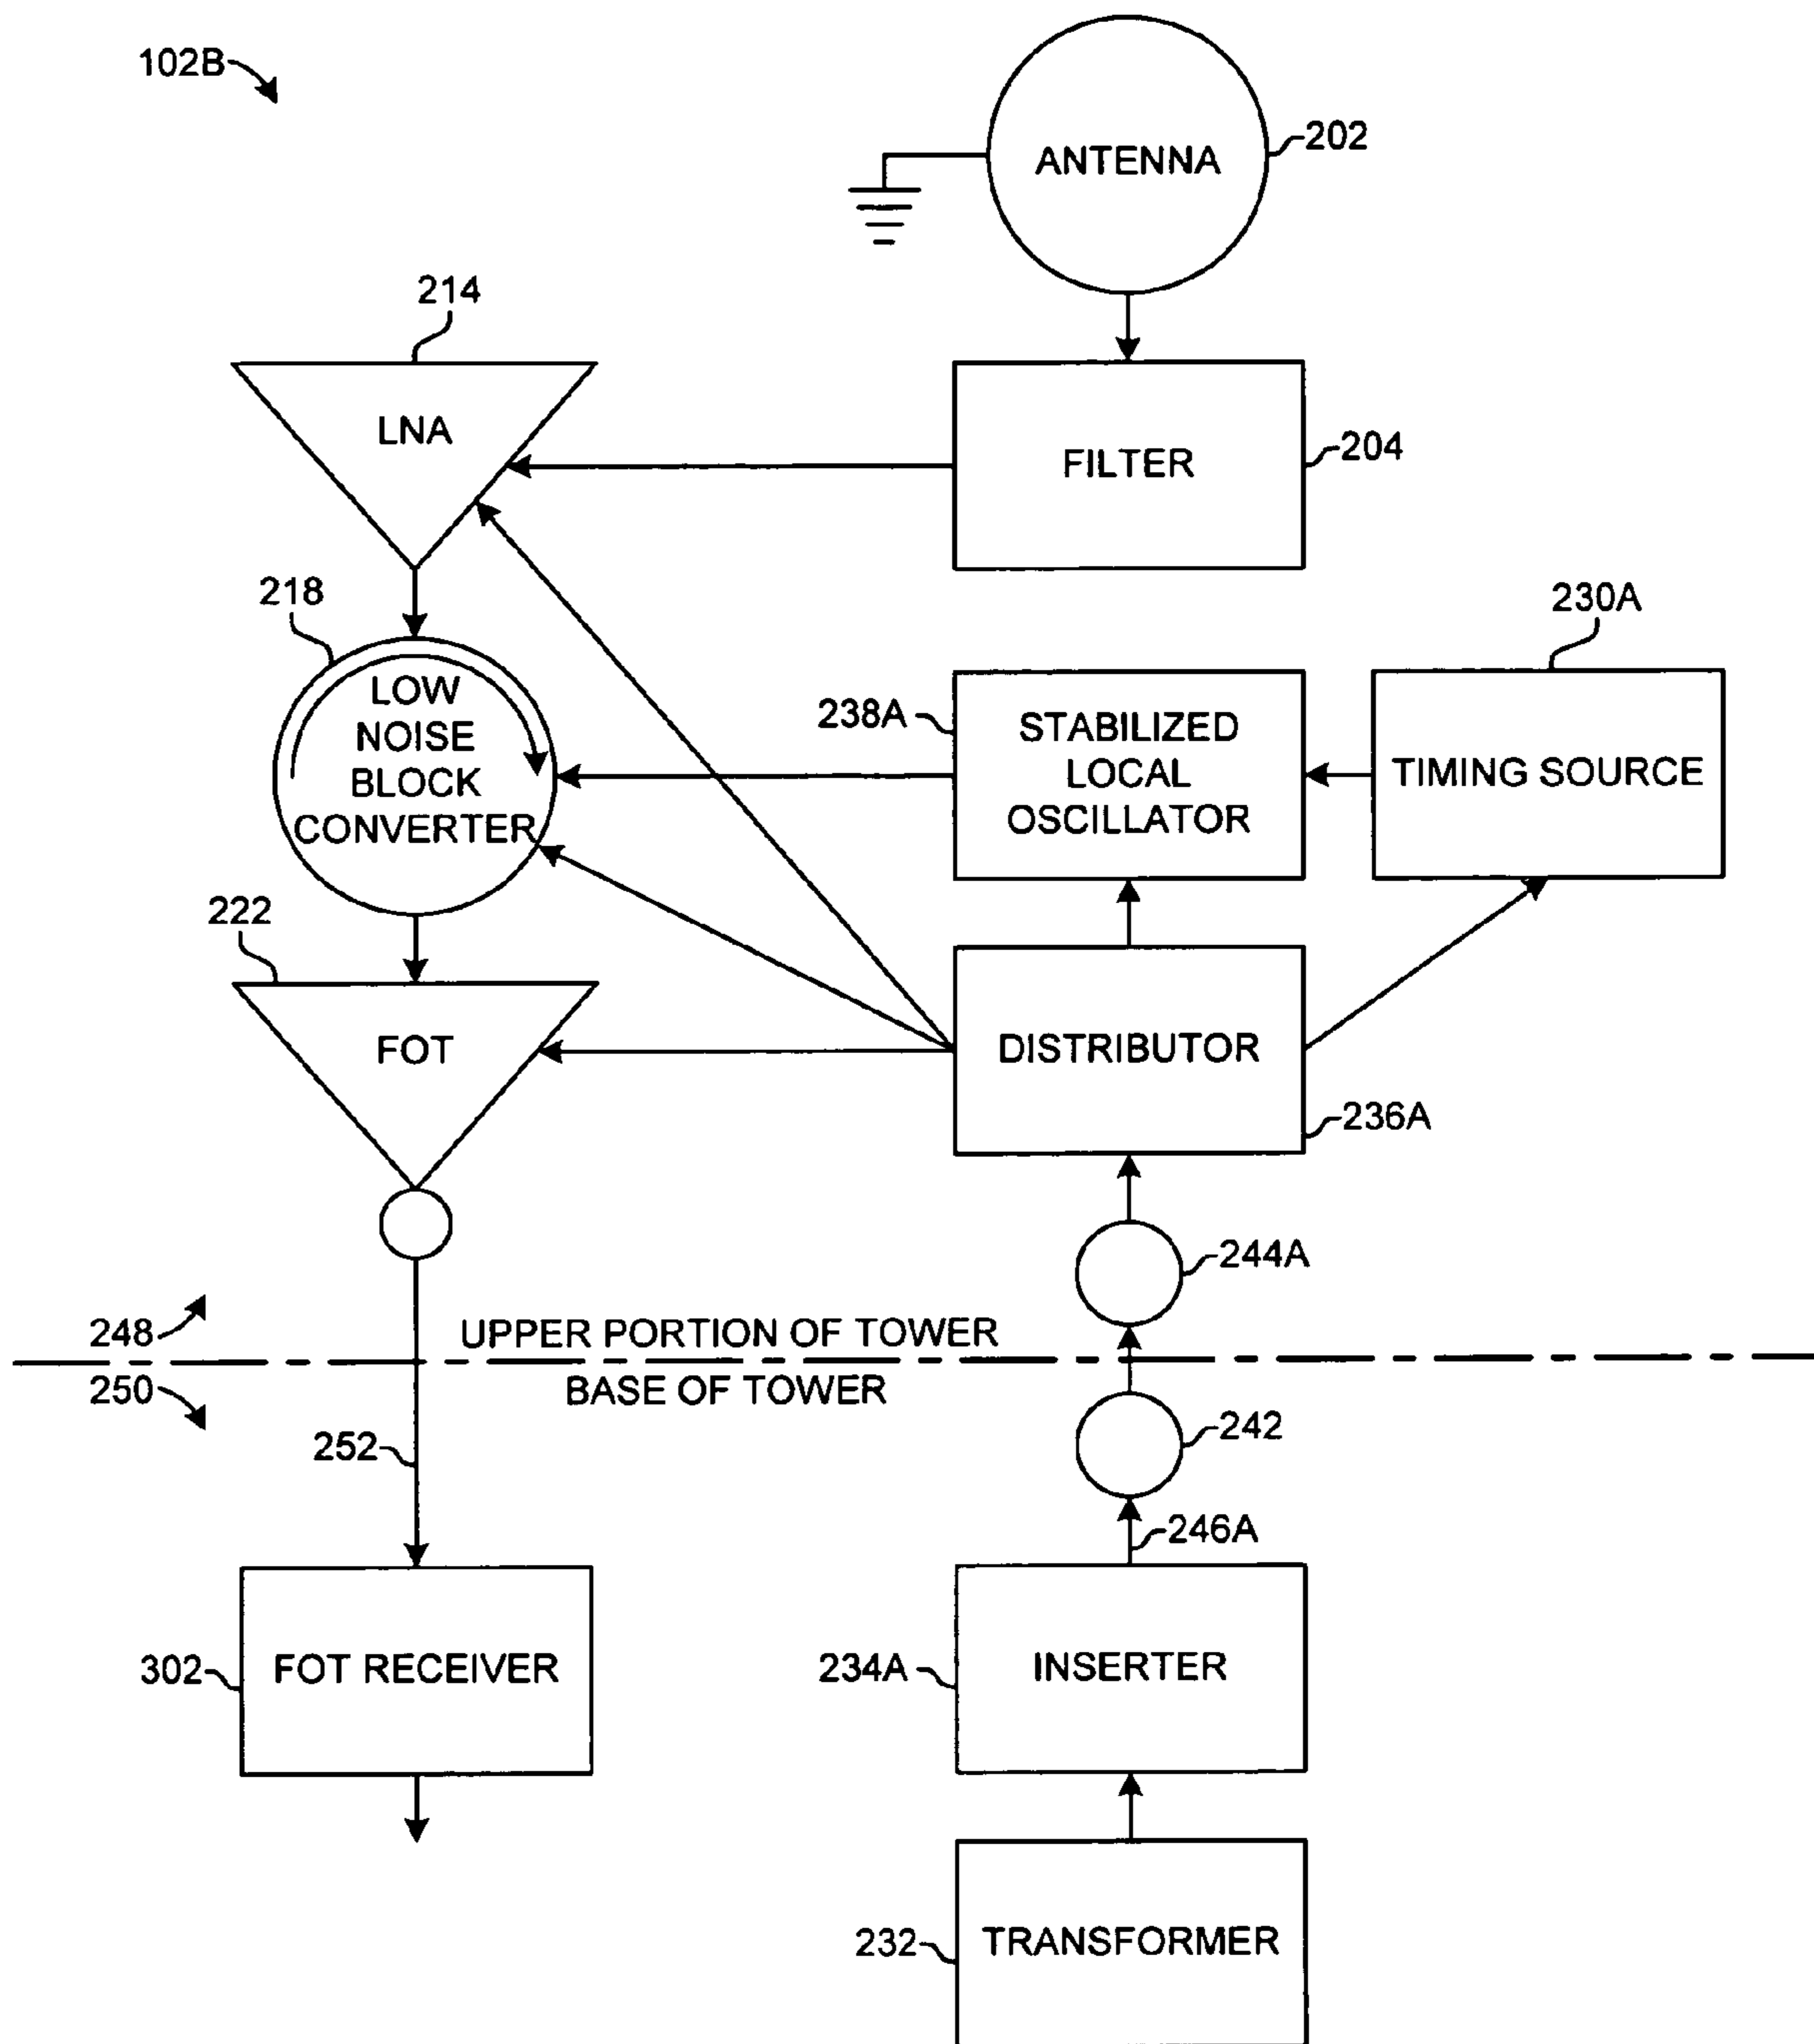 102B
ANTENNA
202
214
LNA
FILTER
204
218
LOW
NOISE
BLOCK
CONVERTER
238A
STABILIZED
LOCAL
OSCILLATOR
230A
TIMING SOURCE
222
FOT
DISTRIBUTOR
236A
244A
248
UPPER PORTION OF TOWER
250
BASE OF TOWER
252
242
246A
302
FOT RECEIVER
234A
INSERTER
232
TRANSFORMER